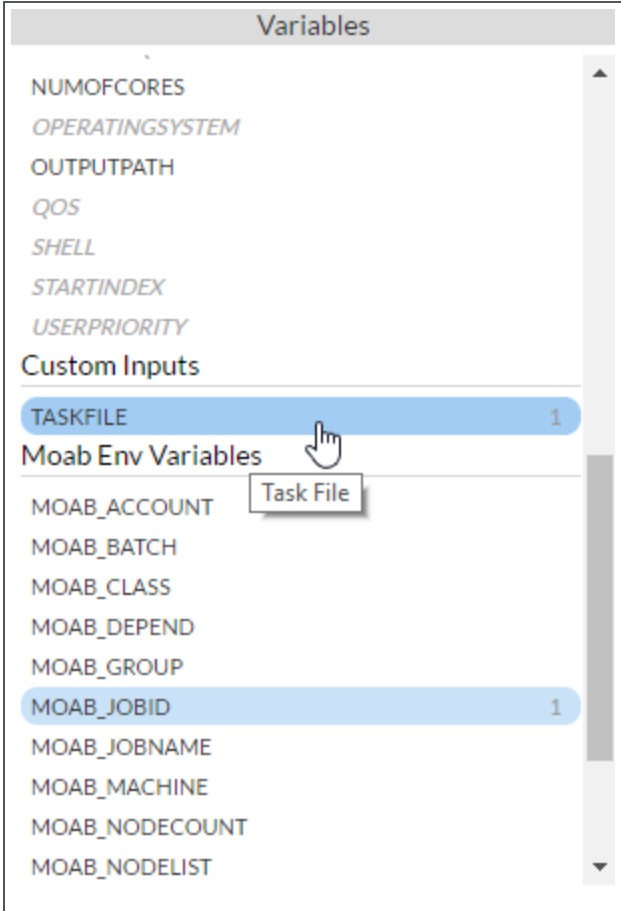 Variables
NUMOFCORES
OPERATINGSYSTEM
OUTPUTPATH
QOS
SHELL
STARTINDEX
USERPRIORITY
Custom Inputs
TASKFILE 1
Moab Env Variables
Task File
MOAB_ACCOUNT
MOAB_BATCH
MOAB_CLASS
MOAB_DEPEND
MOAB_GROUP
MOAB_JOBID 1
MOAB_JOBNAME
MOAB_MACHINE
MOAB_NODECOUNT
MOAB_NODELIST